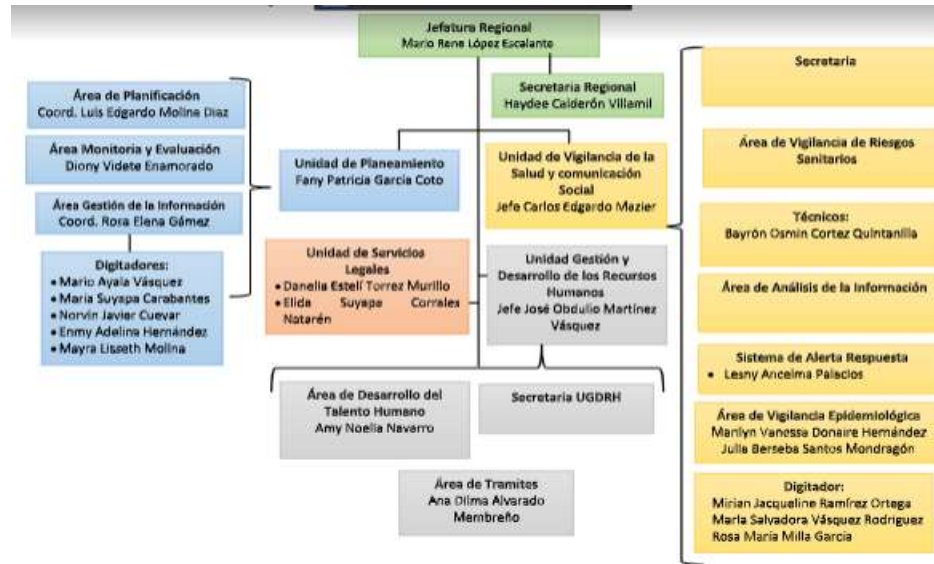 Jefatura Regional
Mario Rene López Escalante
Secretaria Regional
Haydee Calderón Villamil
Área de Planificación
Coord. Luis Edgardo Molina Diaz
Área Monitoria y Evaluación
Diony Videte Enamorado
Área Gestión de la Información
Coord. Rosa Elena Gámez
Digitadores:
• Mario Ayala Vásquez
• Maria Suyapa Carabantes
• Norvin Javier Cuevar
• Enmy Adelina Hernández
• Mayra Lisseth Molina
Unidad de Planeamiento
Fany Patricia Garcia Coto
Unidad de Vigilancia de la
Salud y comunicación
Social
Jefe Carlos Edgardo Mazier
Unidad de Servicios
Legales
• Danelia Estelí Torrez Murillo
• Elida Suyapa Corrales
Natarén
Unidad Gestión y
Desarrollo de los Recursos
Humanos
Jefe José Obdulio Martínez
Vásquez
Área de Desarrollo del
Talento Humano
Amy Noelia Navarro
Secretaria UGDRH
Área de Tramites
Ana Dilma Alvarado
Membreño
Secretaria
Área de Vigilancia de Riesgos
Sanitarios
Técnicos:
Bayrón Osmin Cortez Quintanilla
Área de Análisis de la Información
Sistema de Alerta Respuesta
• Lesny Ancelma Palacios
Área de Vigilancia Epidemiológica
Marilyn Vanessa Donaire Hernández
Julia Berseba Santos Mondragón
Digitador:
Mirian Jacqueline Ramírez Ortega
Marla Salvadora Vásquez Rodriguez
Rosa Maria Milla Garcia